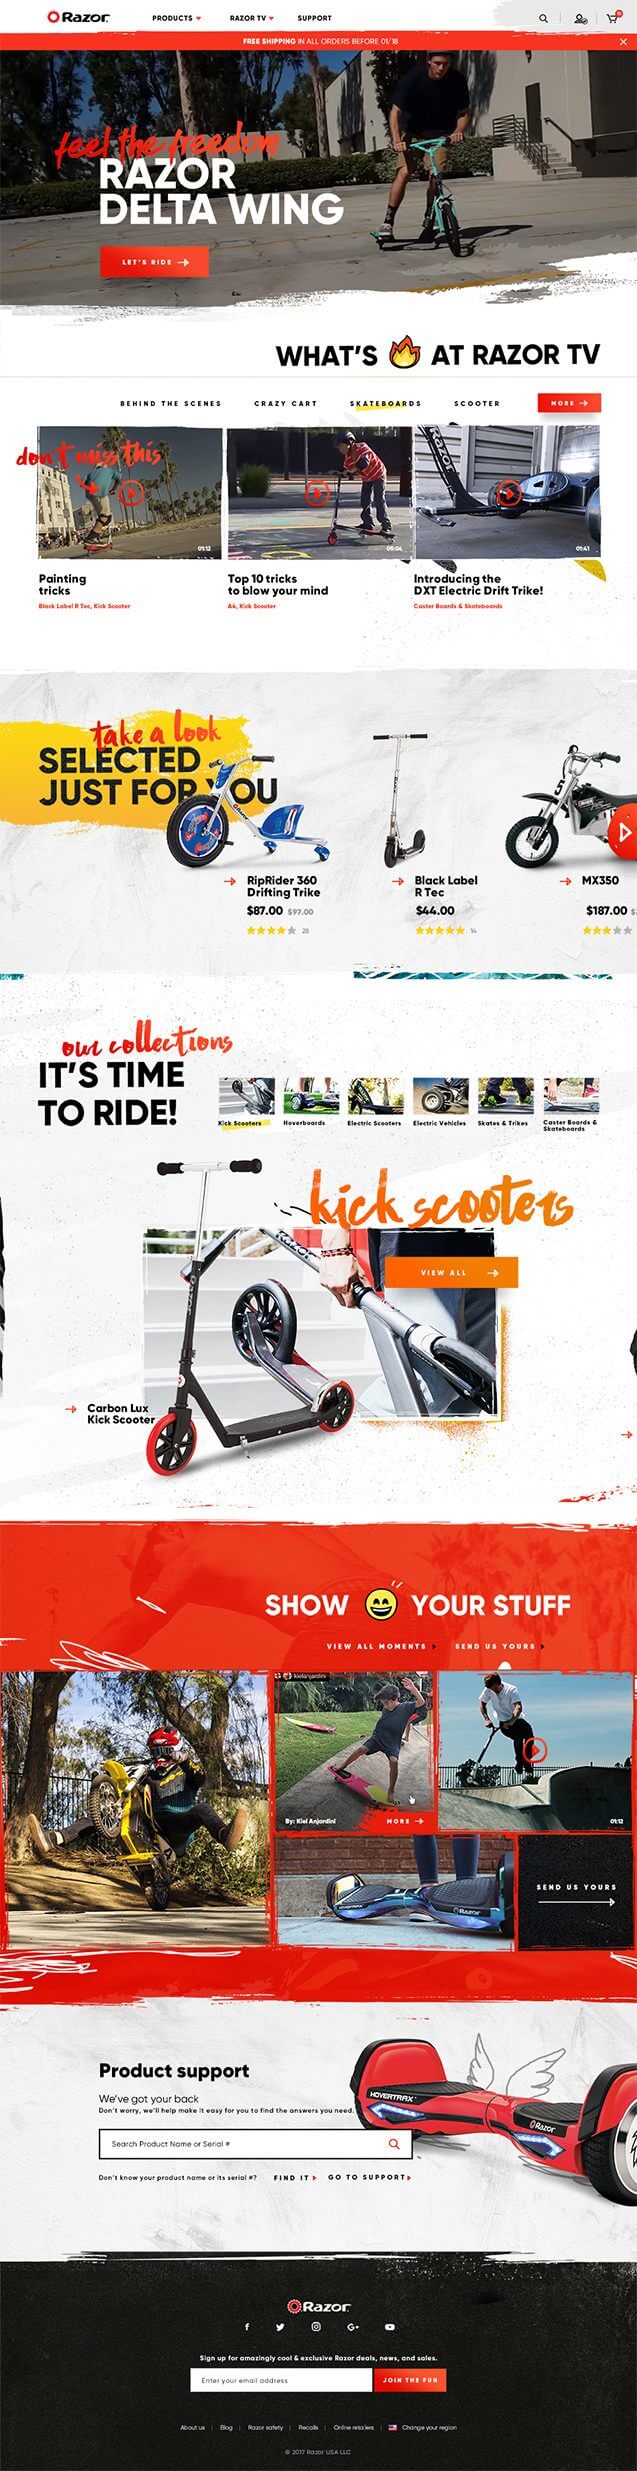 Razor
PRODUCTS
RAZOR TV
SUPPORT
FREE SHIPPING IN ALL ORDERS BEFORE 01/18
feel the freedom
RAZOR
DELTA WING
LET'S RIDE
WHAT'S 🔥 AT RAZOR TV
BEHIND THE SCENES
CRAZY CART
SKATEBOARDS
SCOOTER
MORE
don't miss this
01:12
05:04
RAZOR
01:41
Painting
tricks
Black Label R Tec, Kick Scooter
Top 10 tricks
to blow your mind
A4, Kick Scooter
Introducing the
DXT Electric Drift Trike!
Caster Boards & Skateboards
take a look
SELECTED
JUST FOR YOU
Razor
RipRider 360
Drifting Trike
$87.00 $97.00
28
Black Label
R Tec
$44.00
14
MX350
$187.00
our collections
IT'S TIME
TO RIDE!
Kick Scooters
Hoverboards
Electric Scooters
Electric Vehicles
Skates & Trikes
Caster Boards &
Skateboards
kick scooters
RAZOR
VIEW ALL
Carbon Lux
Kick Scooter
SHOW 😄 YOUR STUFF
VIEW ALL MOMENTS
SEND US YOURS
kielanjardini
By: Kiel Anjardini
MORE
01:12
Razor
SEND US YOURS
Product support
We've got your back
Don't worry, we'll help make it easy for you to find the answers you need.
Search Product Name or Serial #
Don't know your product name or its serial #?
FIND IT
GO TO SUPPORT
HOVERTRAX
Razor
Razor
Sign up for amazingly cool & exclusive Razor deals, news, and sales.
Enter your email address
JOIN THE FUN
About us | Blog | Razor safety | Recalls | Online retailers | Change your region
© 2017 Razor USA LLC